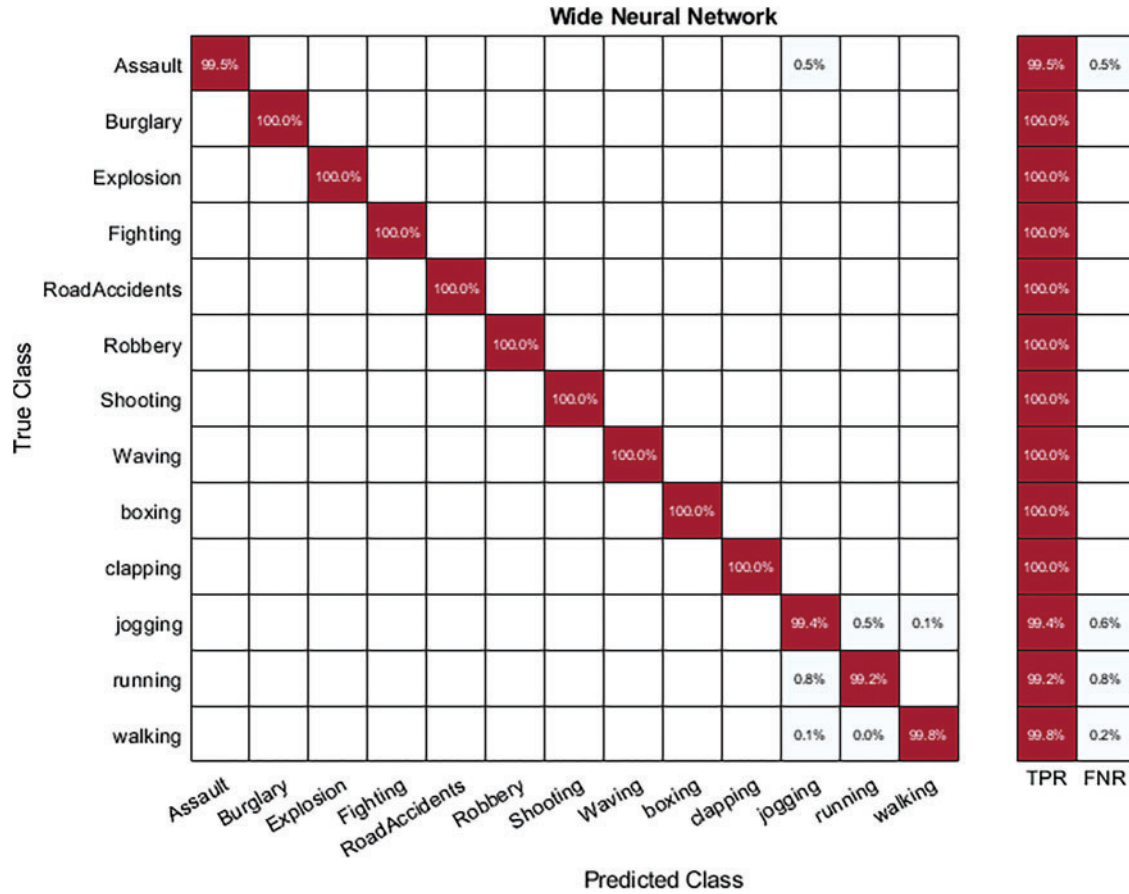 Wide Neural Network
True Class
Assault 99.5% 0.5% 99.5% 0.5%
Burglary 100.0% 100.0%
Explosion 100.0% 100.0%
Fighting 100.0% 100.0%
RoadAccidents 100.0% 100.0%
Robbery 100.0% 100.0%
Shooting 100.0% 100.0%
Waving 100.0% 100.0%
boxing 100.0% 100.0%
clapping 100.0% 100.0%
jogging 99.4% 0.5% 0.1% 99.4% 0.6%
running 0.8% 99.2% 99.2% 0.8%
walking 0.1% 0.0% 99.8% 99.8% 0.2%
Assault Burglary Explosion Fighting RoadAccidents Robbery Shooting Waving boxing clapping jogging running walking TPR FNR
Predicted Class